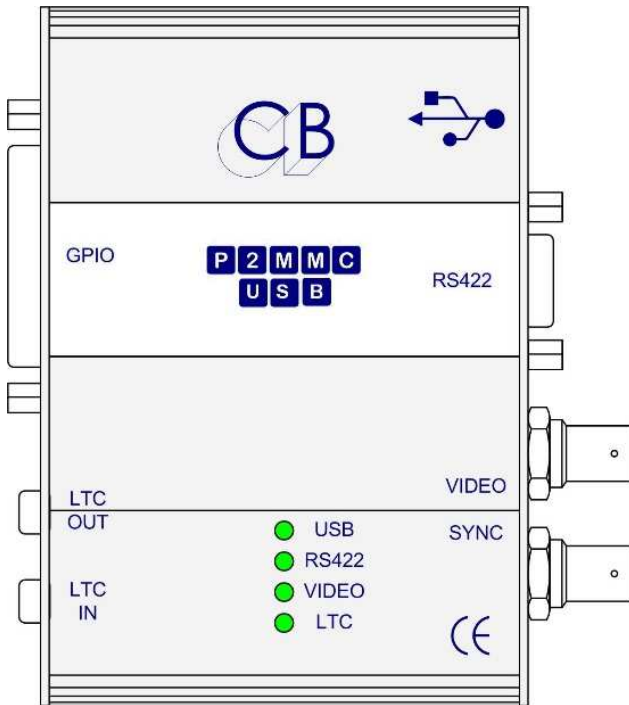 CB
GPIO
P2MMC
USB
RS422
VIDEO
LTC
OUT
SYNC
USB
RS422
VIDEO
LTC
LTC
IN
CE